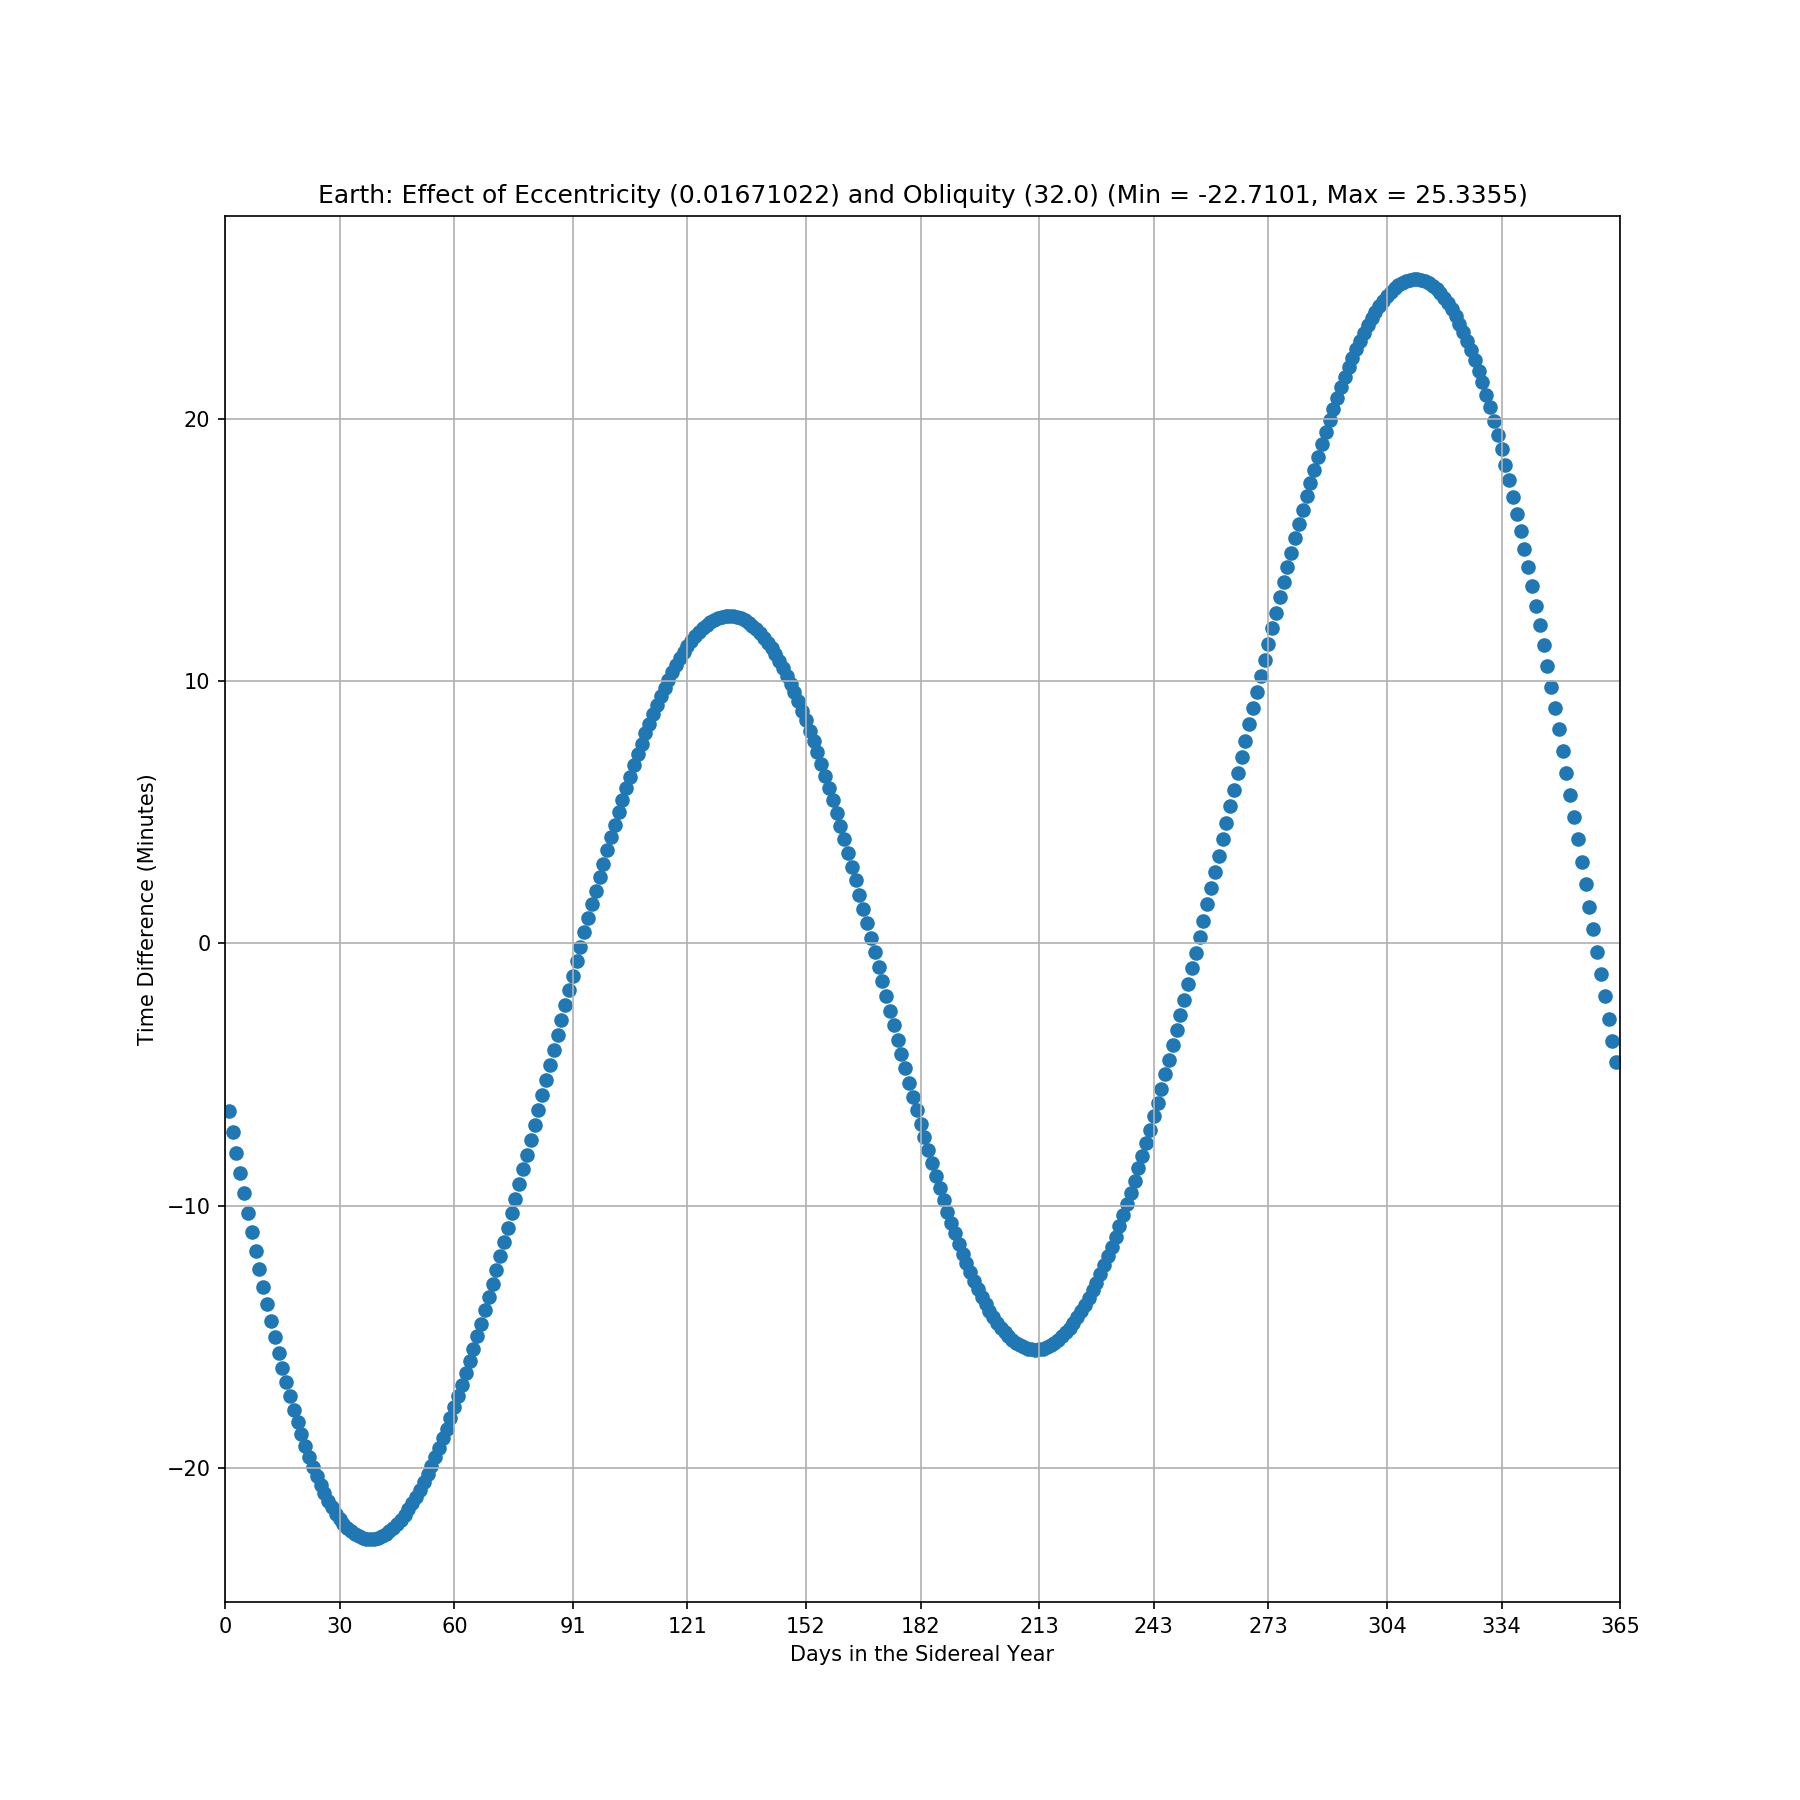 Earth: Effect of Eccentricity (0.01671022) and Obliquity (32.0) (Min = -22.7101, Max = 25.3355)
20
10
0
−10
−20
Time Difference (Minutes)
0 30 60 91 121 152 182 213 243 273 304 334 365
Days in the Sidereal Year